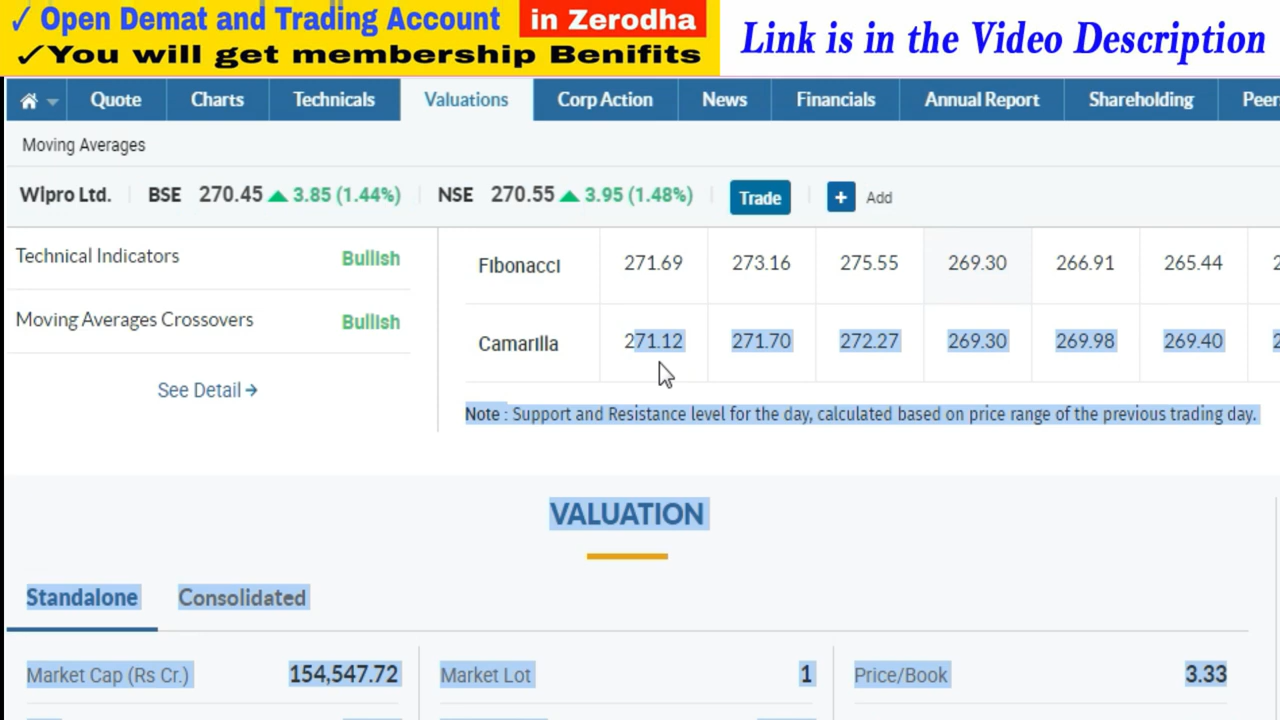 ✓ Open Demat and Trading Account in Zerodha
✓You will get membership Benifits
Link is in the Video Description
Quote Charts Technicals Valuations Corp Action News Financials Annual Report Shareholding Peer
Moving Averages
Wipro Ltd. BSE 270.45 ▲ 3.85 (1.44%) NSE 270.55 ▲ 3.95 (1.48%) Trade + Add
Technical Indicators Bullish
Moving Averages Crossovers Bullish
See Detail →
Fibonacci 271.69 273.16 275.55 269.30 266.91 265.44 2
Camarilla 271.12 271.70 272.27 269.30 269.98 269.40 2
Note : Support and Resistance level for the day, calculated based on price range of the previous trading day.
VALUATION
Standalone Consolidated
Market Cap (Rs Cr.) 154,547.72 Market Lot 1 Price/Book 3.33